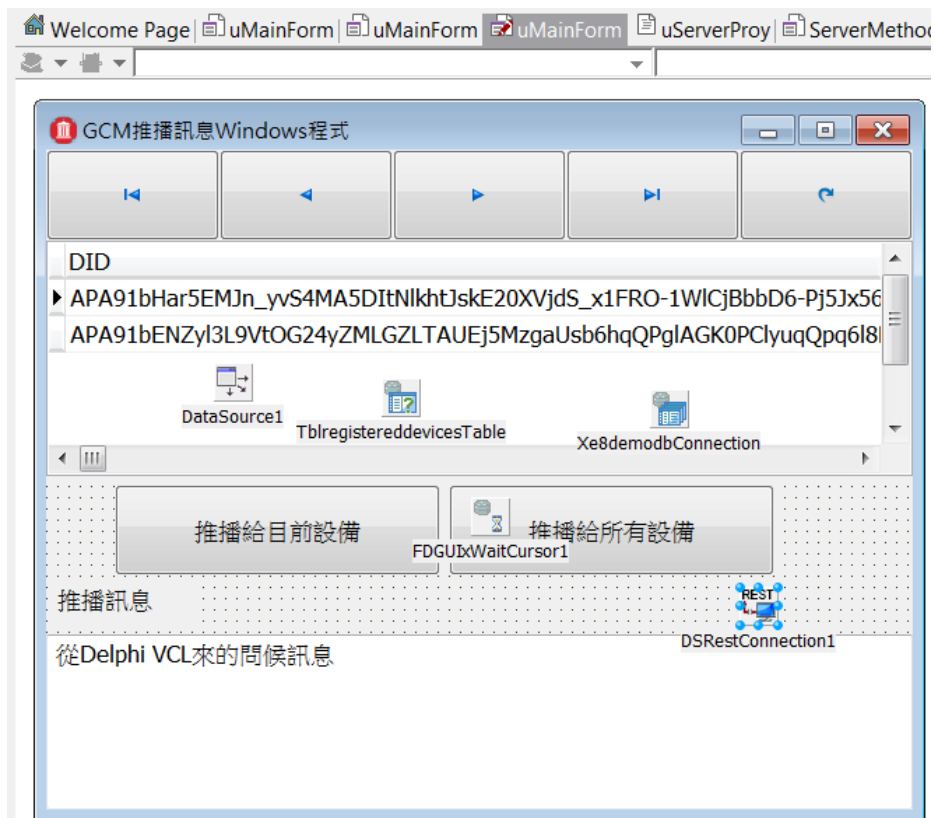 Welcome Page uMainForm uMainForm uMainForm uServerProy ServerMethod
GCM推播訊息Windows程式
DID
APA91bHar5EMJn_yvS4MA5DItNlkhtJskE20XVjdS_x1FRO-1WlCjBbbD6-Pj5Jx56
APA91bENZyl3L9VtOG24yZMLGZLTAUEj5MzgaUsb6hqQPglAGK0PClyuqQpq6l8
DataSource1
TblregistereddevicesTable
Xe8demodbConnection
推播給目前設備
推播給所有設備
FDGUIxWaitCursor1
推播訊息
REST
DSRestConnection1
從Delphi VCL來的問候訊息